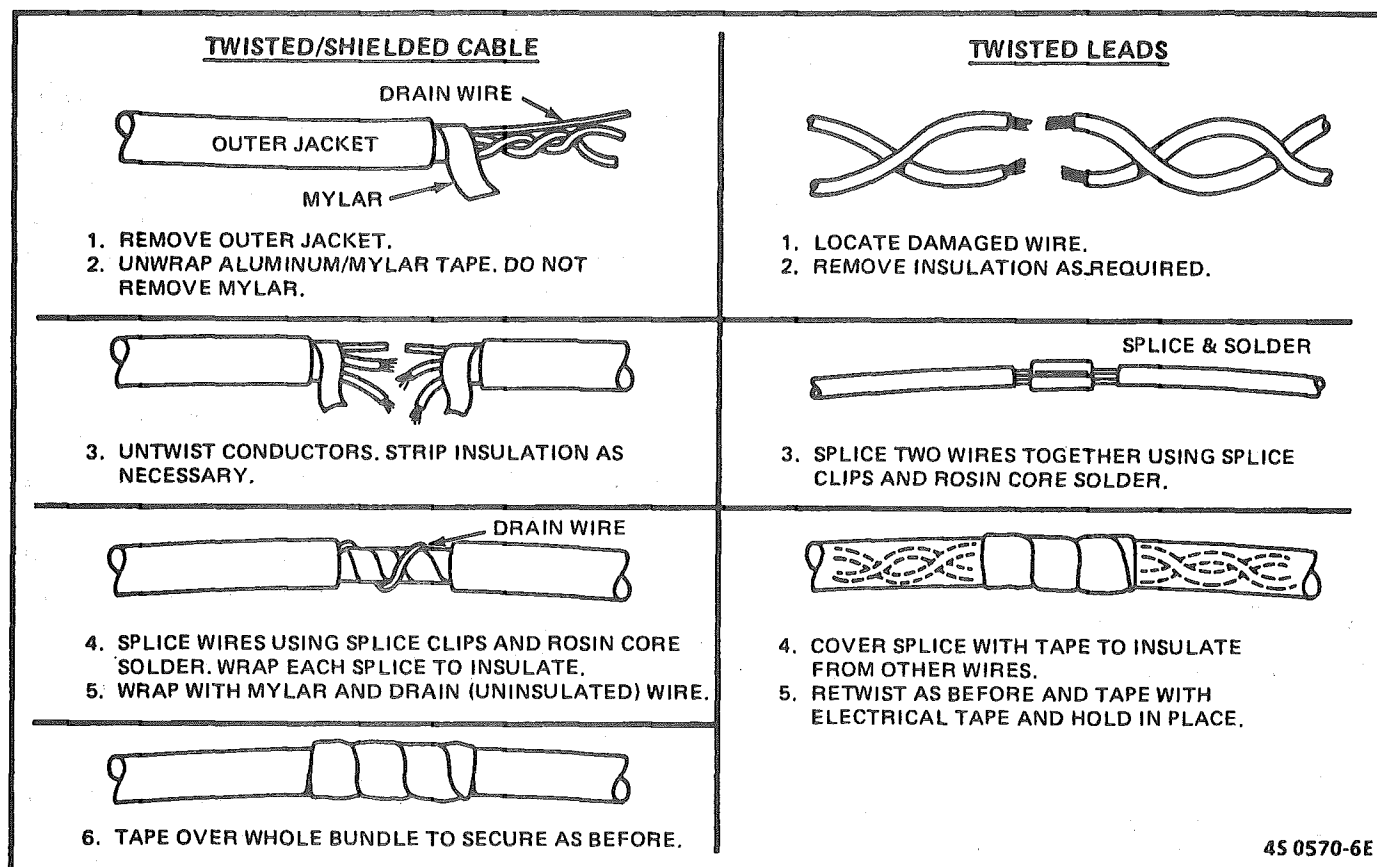 TWISTED/SHIELDED CABLE
DRAIN WIRE
OUTER JACKET
MYLAR
1. REMOVE OUTER JACKET.
2. UNWRAP ALUMINUM/MYLAR TAPE. DO NOT
REMOVE MYLAR.
3. UNTWIST CONDUCTORS. STRIP INSULATION AS
NECESSARY.
DRAIN WIRE
4. SPLICE WIRES USING SPLICE CLIPS AND ROSIN CORE
SOLDER. WRAP EACH SPLICE TO INSULATE.
5. WRAP WITH MYLAR AND DRAIN (UNINSULATED) WIRE.
6. TAPE OVER WHOLE BUNDLE TO SECURE AS BEFORE.
TWISTED LEADS
1. LOCATE DAMAGED WIRE.
2. REMOVE INSULATION AS REQUIRED.
SPLICE & SOLDER
3. SPLICE TWO WIRES TOGETHER USING SPLICE
CLIPS AND ROSIN CORE SOLDER.
4. COVER SPLICE WITH TAPE TO INSULATE
FROM OTHER WIRES.
5. RETWIST AS BEFORE AND TAPE WITH
ELECTRICAL TAPE AND HOLD IN PLACE.
4S 0570-6E